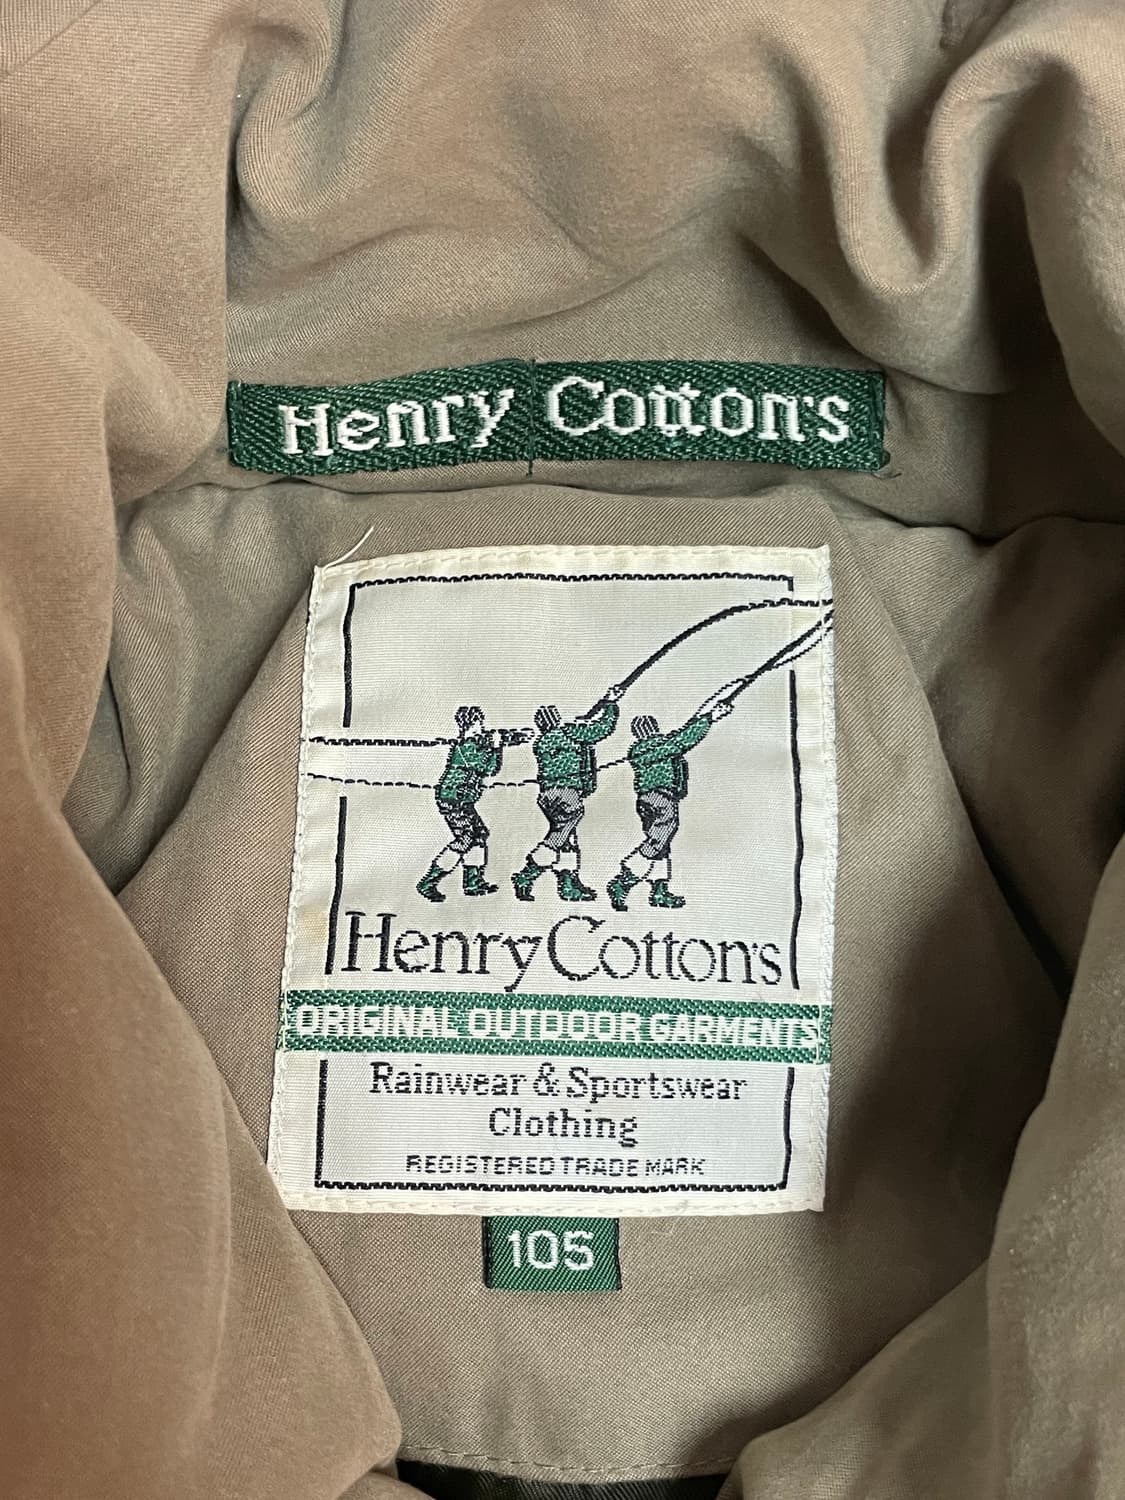 Henry Cotton's
Henry Cotton's
ORIGINAL OUTDOOR GARMENTS
Rainwear & Sportswear
Clothing
REGISTERED TRADE MARK
105